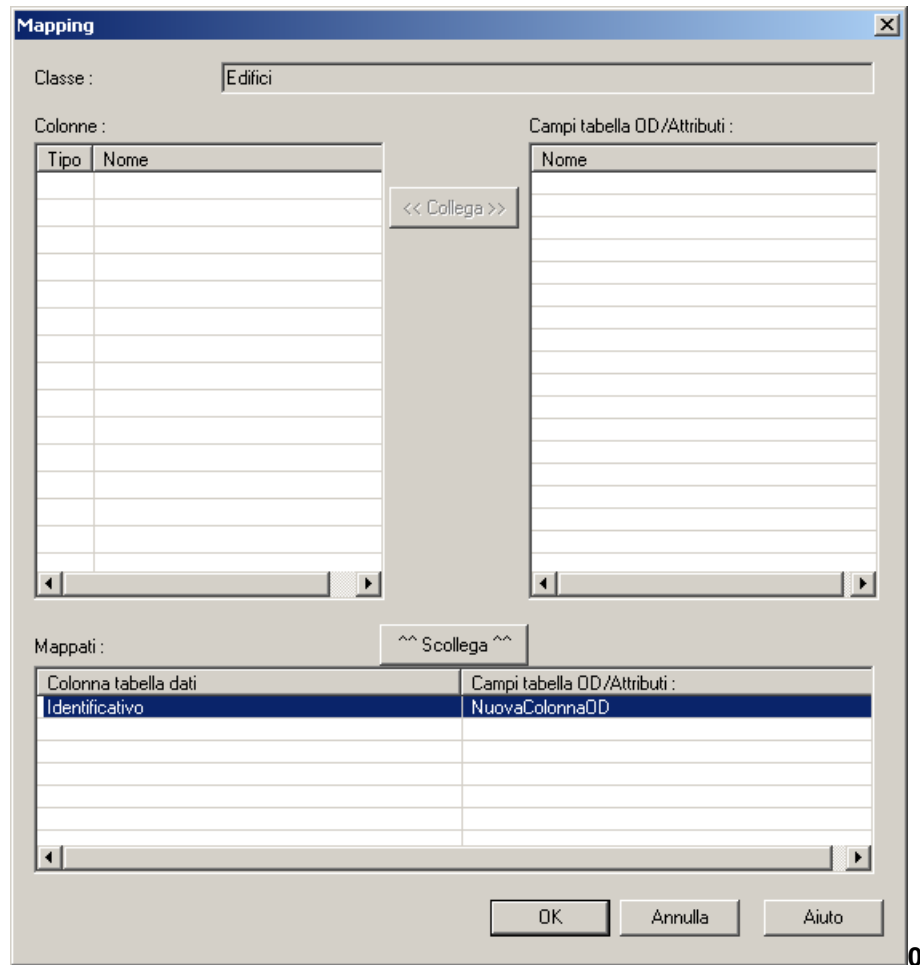 Mapping
Classe :
Edifici
Colonne :
Campi tabella OD/Attributi :
Tipo Nome
Nome
<< Collega >>
Mappati :
^^ Scollega ^^
Colonna tabella dati Campi tabella OD/Attributi :
Identificativo NuovaColonnaOD
OK Annulla Aiuto